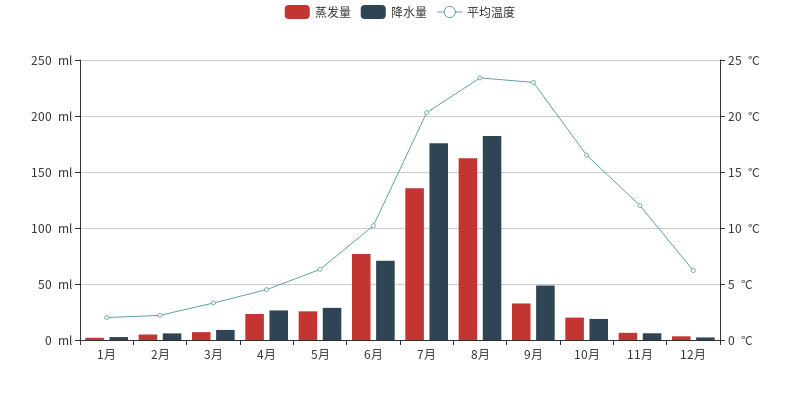 蒸发量 降水量 平均温度
250 ml 25 °C
200 ml 20 °C
150 ml 15 °C
100 ml 10 °C
50 ml 5 °C
0 ml 0 °C
1月 2月 3月 4月 5月 6月 7月 8月 9月 10月 11月 12月